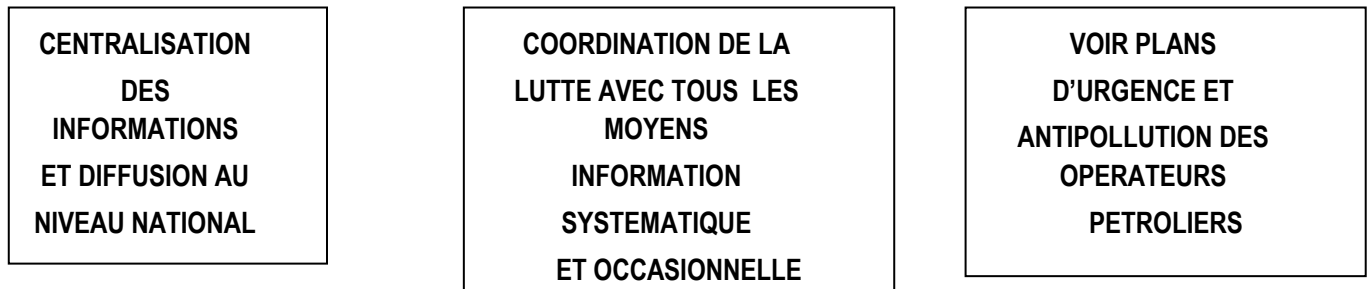 CENTRALISATION
DES
INFORMATIONS
ET DIFFUSION AU
NIVEAU NATIONAL
COORDINATION DE LA
LUTTE AVEC TOUS LES
MOYENS
INFORMATION
SYSTEMATIQUE
ET OCCASIONNELLE
VOIR PLANS
D'URGENCE ET
ANTIPOLLUTION DES
OPERATEURS
PETROLIERS